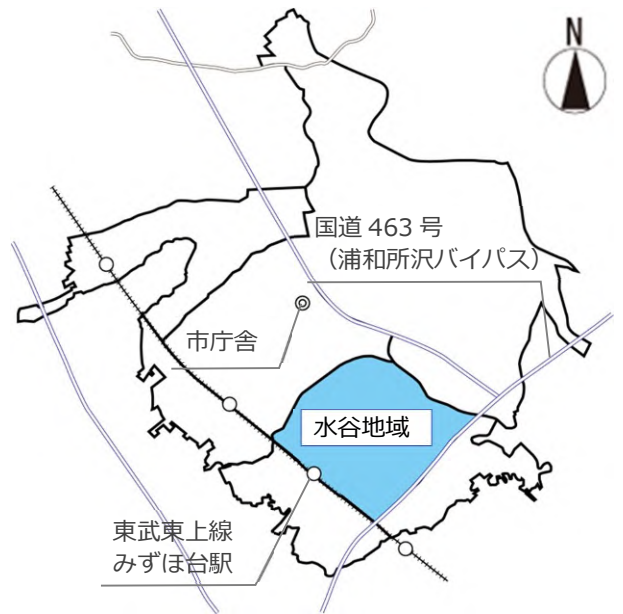 N
国道 463 号
（浦和所沢バイパス）
市庁舎
水谷地域
東武東上線
みずほ台駅